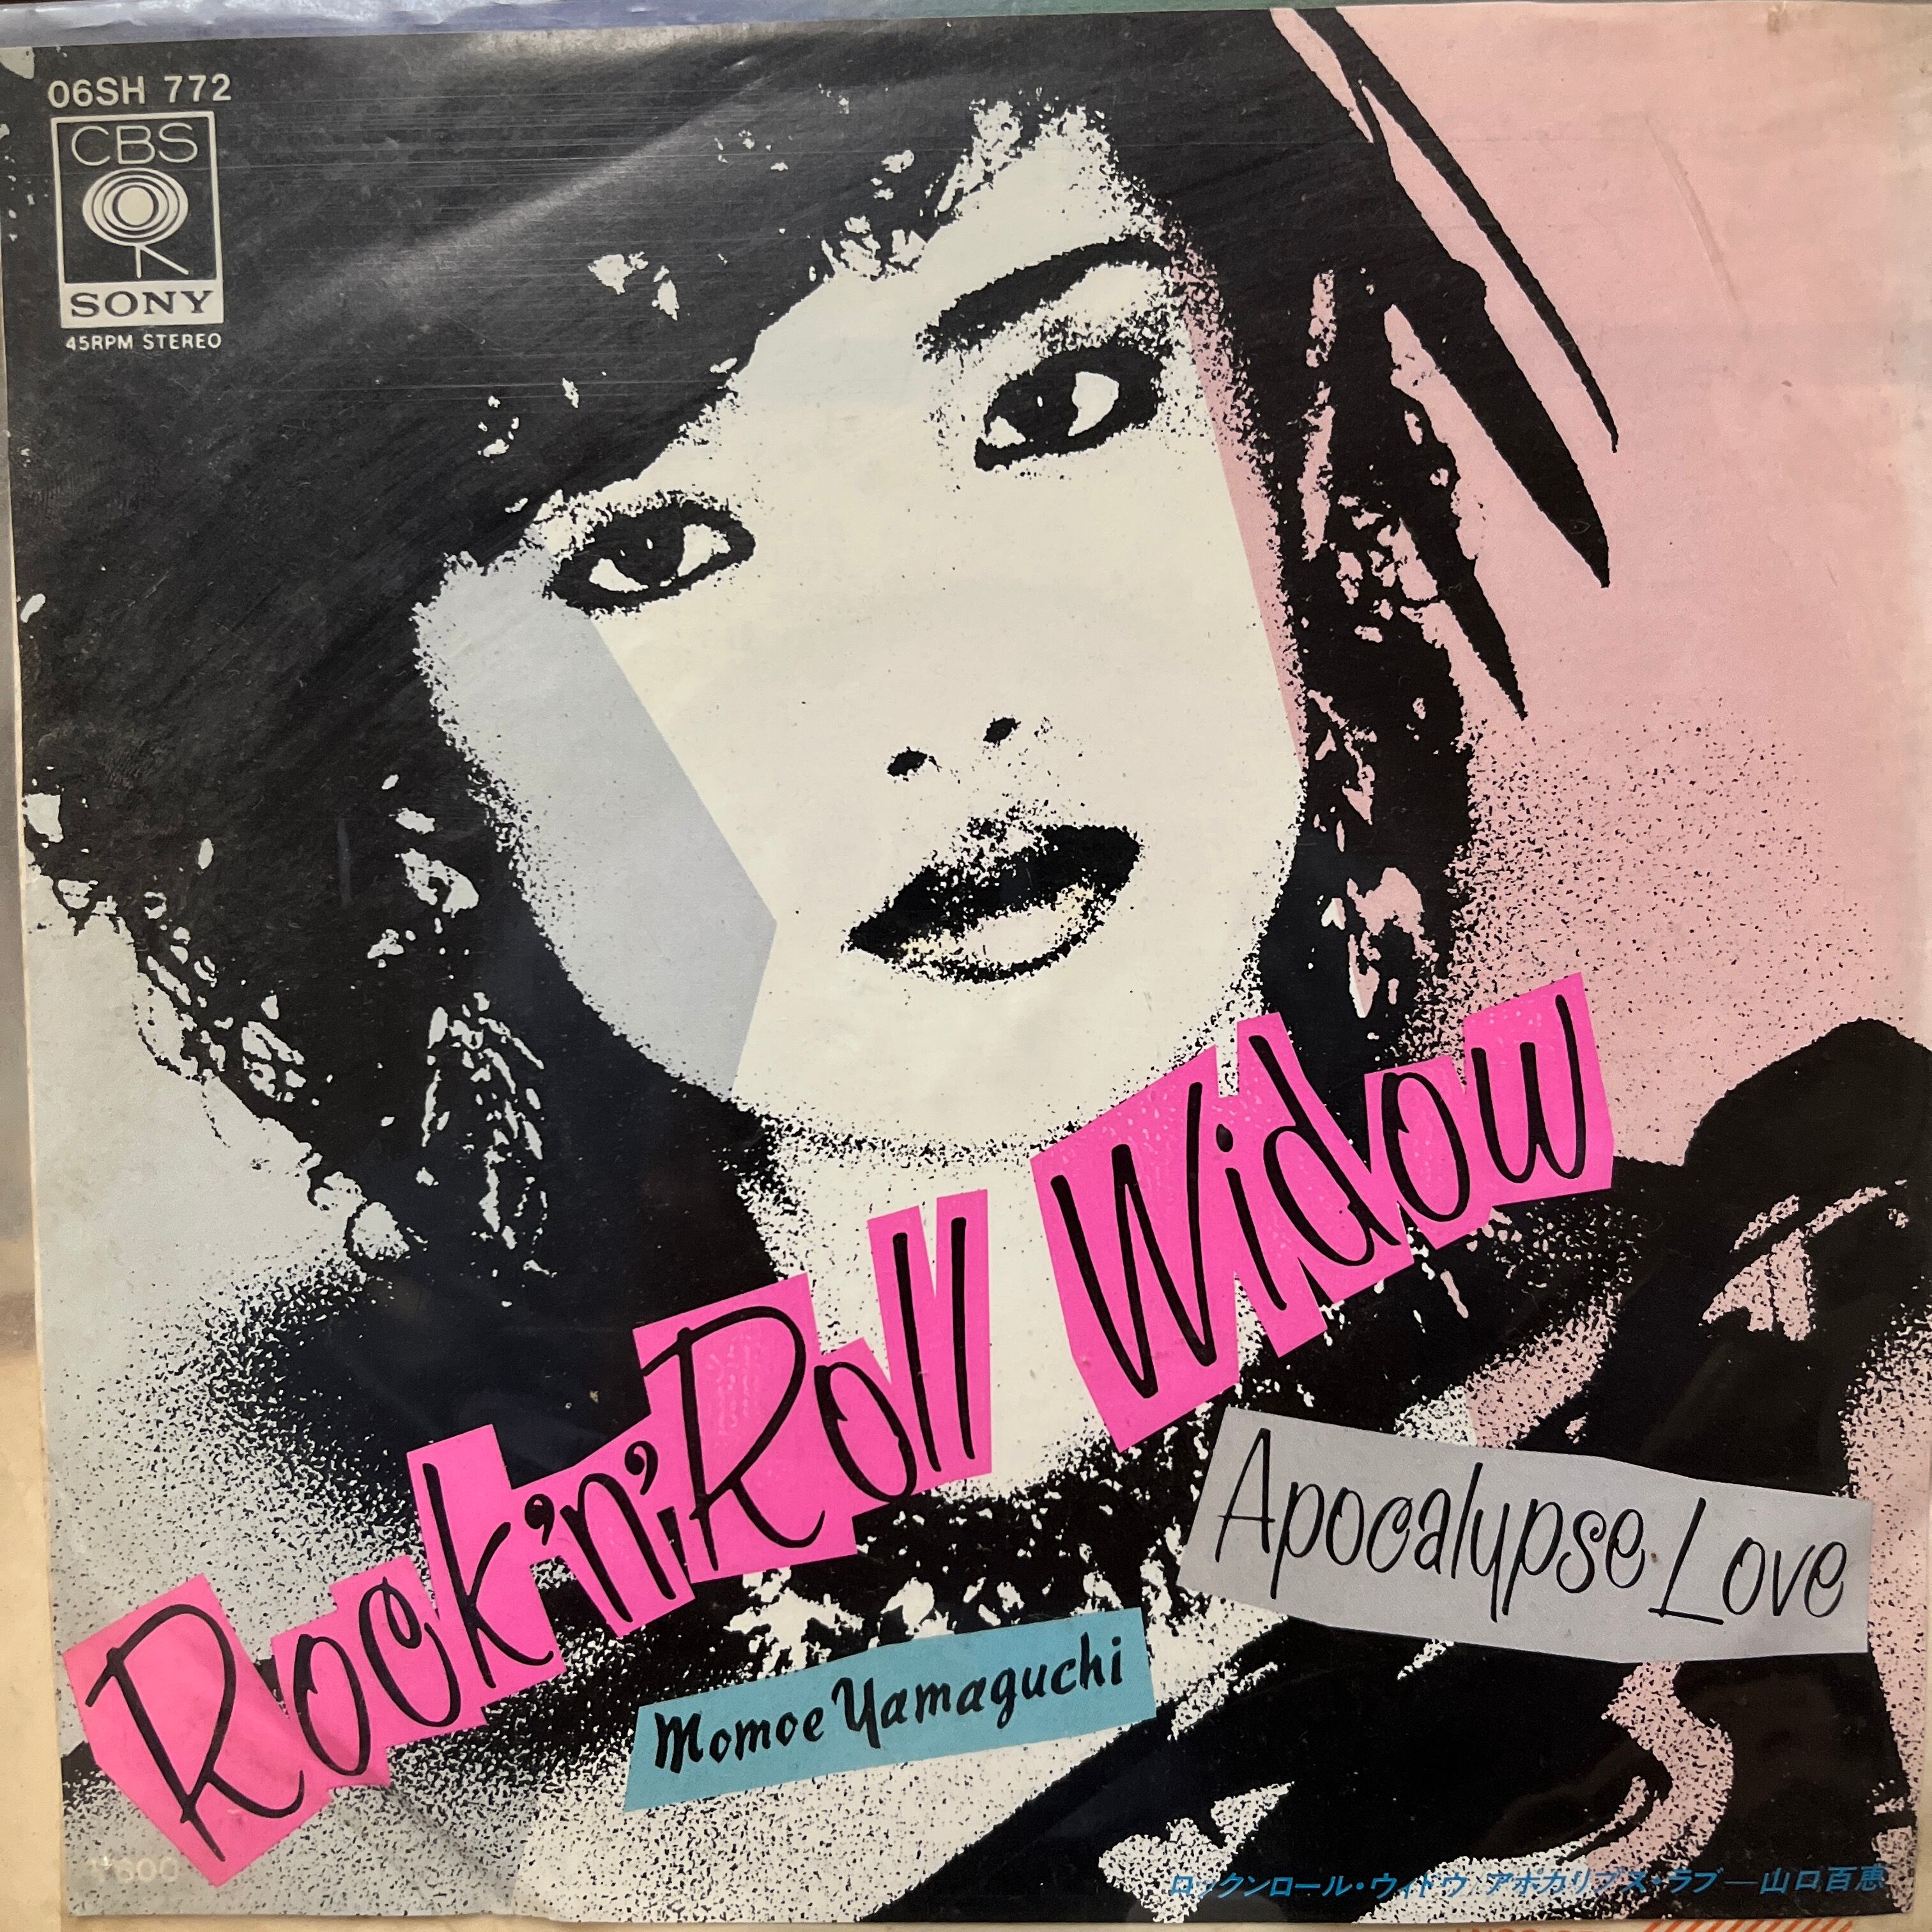 06SH 772
CBS
SONY
45RPM STEREO
Rock'n'Roll Widow
Apocalypse Love
Momoe Yamaguchi
¥600
ロックンロール・ウィドウ/アポカリプス・ラブ—山口百恵